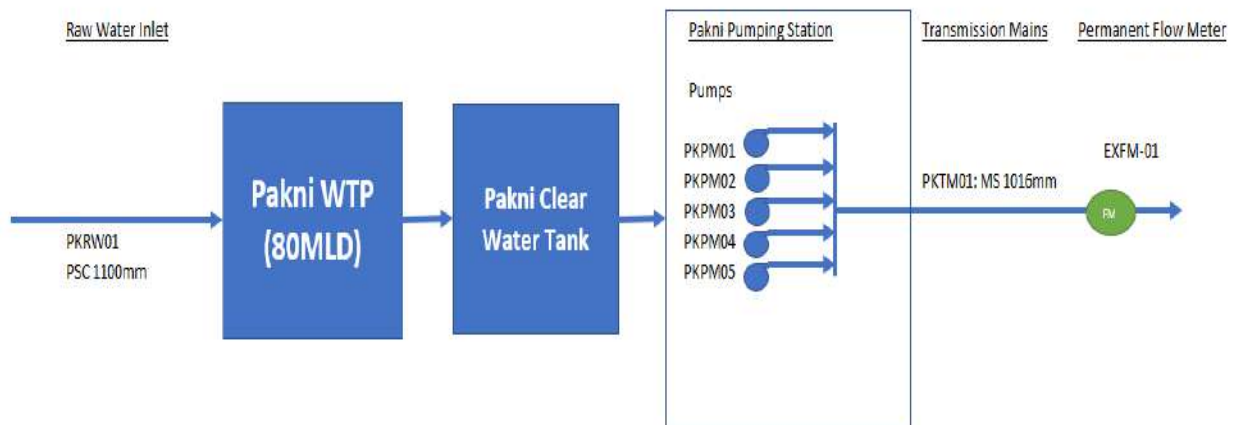 Raw Water Inlet
Pakni Pumping Station
Transmission Mains
Permanent Flow Meter
Pumps
PKPM01
PKPM02
PKPM03
PKPM04
PKPM05
Pakni WTP
(80MLD)
Pakni Clear
Water Tank
PKRW01
PSC 1100mm
PKTM01: MS 1016mm
EXFM-01
FM